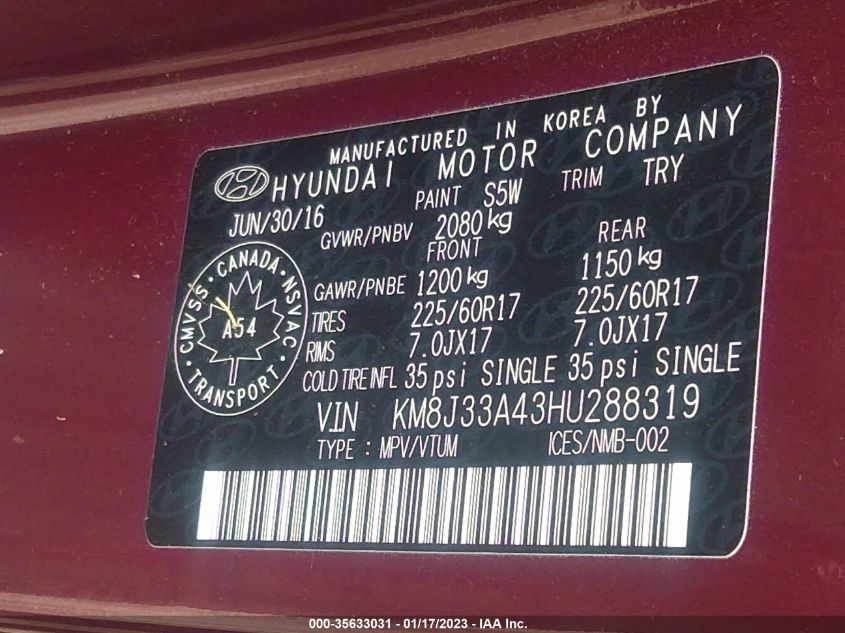 MANUFACTURED IN KOREA BY
HYUNDAI MOTOR COMPANY
JUN/30/16 PAINT S5W TRIM TRY
GVWR/PNBV 2080 kg
FRONT REAR
GAWR/PNBE 1200 kg 1150 kg
TIRES 225/60R17 225/60R17
RIMS 7.0JX17 7.0JX17
COLD TIRE INFL 35 psi SINGLE 35 psi SINGLE
V.I.N KM8J33A43HU288319
TYPE : MPV/VTUM ICES/NMB-002
CMVSS • CANADA • NSVAC •
A54
TRANSPORT
000-35633031 - 01/17/2023 - IAA Inc.